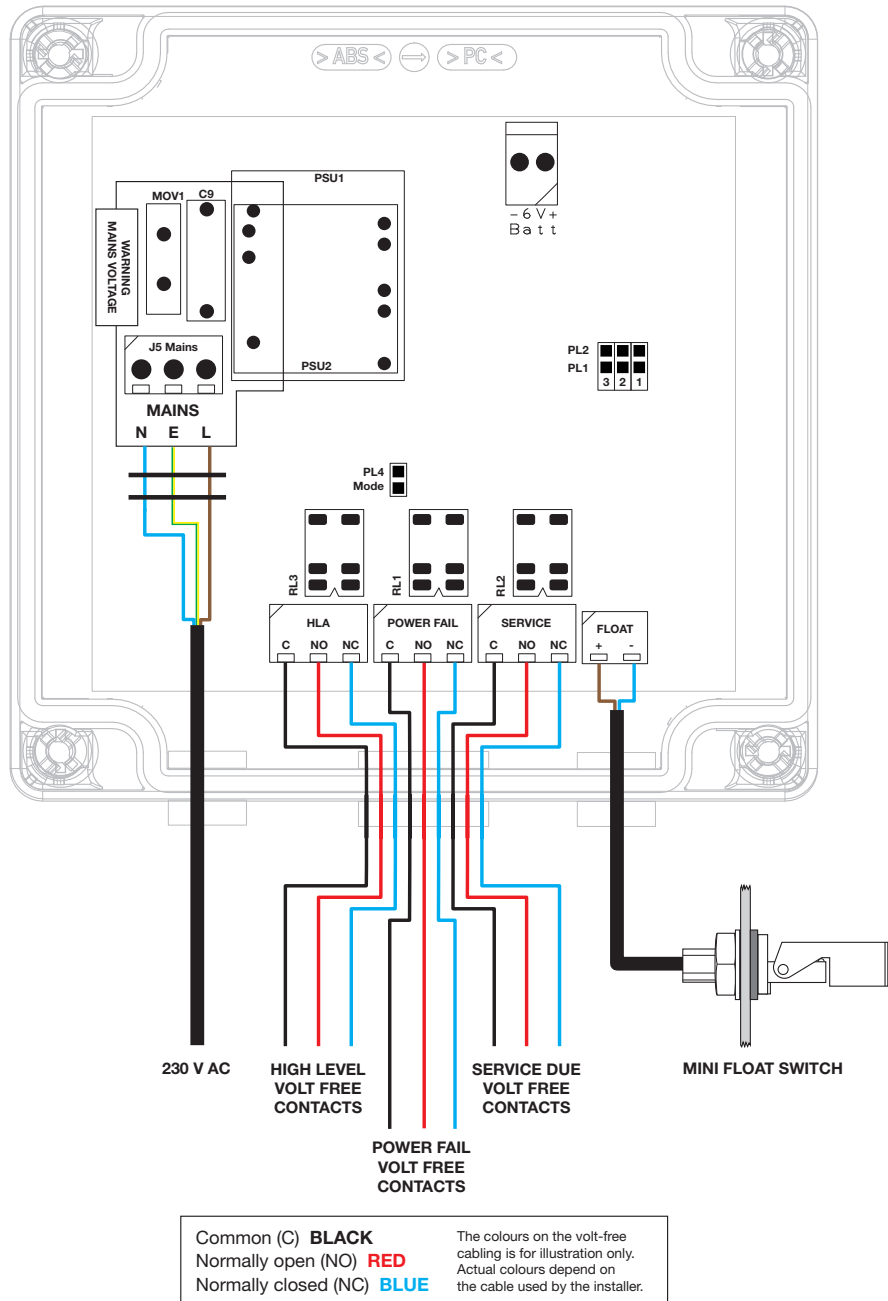 > ABS < > PC <
PSU1
MOV1
C9
WARNING
MAINS VOLTAGE
- 6 V +
Batt
J5 Mains
PSU2
PL2
PL1
3 2 1
MAINS
N E L
PL4
Mode
RL3
RL1
RL2
HLA
C NO NC
POWER FAIL
C NO NC
SERVICE
C NO NC
FLOAT
+ -
230 V AC
HIGH LEVEL
VOLT FREE
CONTACTS
SERVICE DUE
VOLT FREE
CONTACTS
MINI FLOAT SWITCH
POWER FAIL
VOLT FREE
CONTACTS
Common (C) BLACK
Normally open (NO) RED
Normally closed (NC) BLUE
The colours on the volt-free
cabling is for illustration only.
Actual colours depend on
the cable used by the installer.